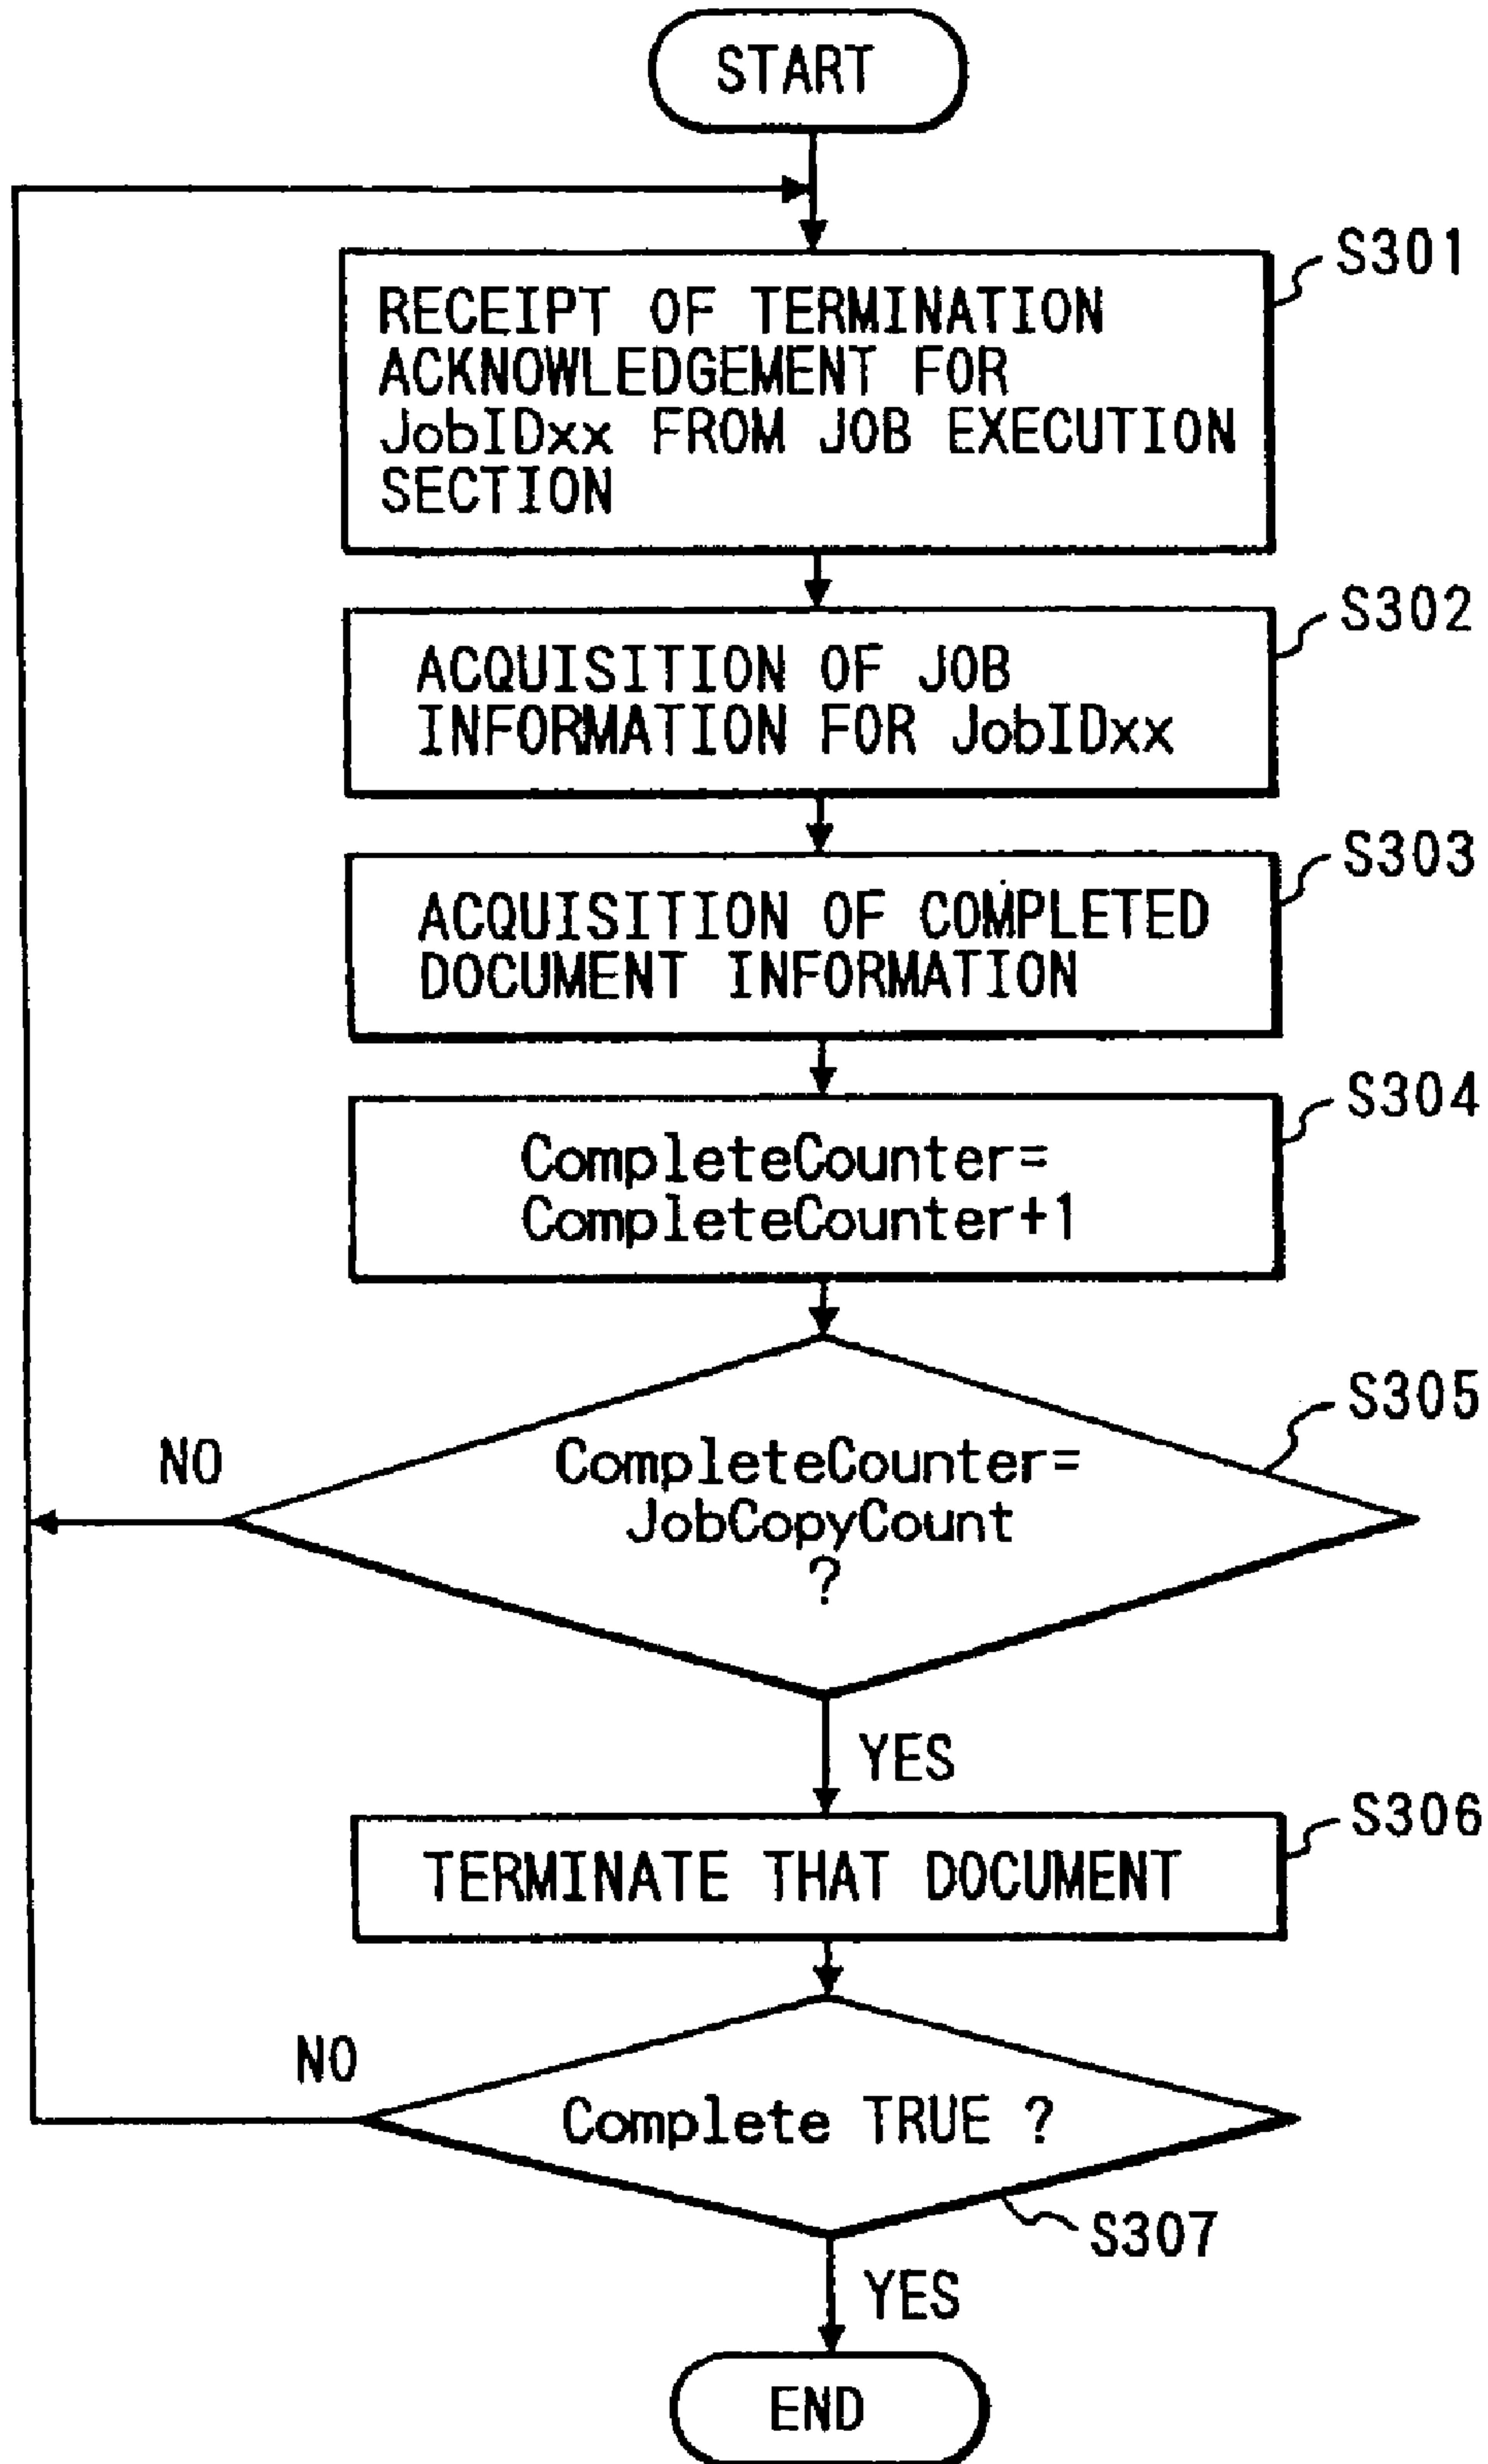 START
S301
RECEIPT OF TERMINATION
ACKNOWLEDGEMENT FOR
JobIDxx FROM JOB EXECUTION
SECTION
S302
ACQUISITION OF JOB
INFORMATION FOR JobIDxx
S303
ACQUISITION OF COMPLETED
DOCUMENT INFORMATION
S304
CompleteCounter=
CompleteCounter+1
S305
NO
CompleteCounter=
JobCopyCount
?
YES
S306
TERMINATE THAT DOCUMENT
NO
Complete TRUE ?
S307
YES
END